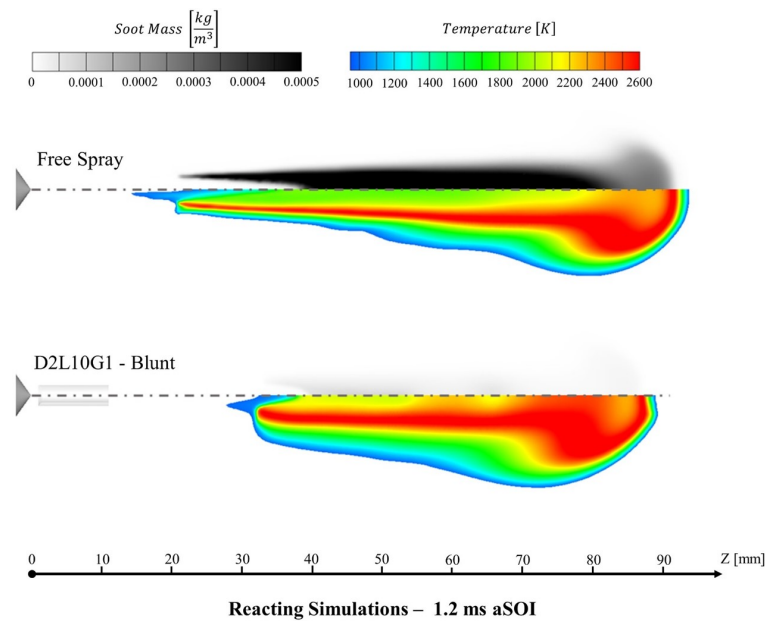 Soot Mass [kg/m³]
Temperature [K]
0 0.0001 0.0002 0.0003 0.0004 0.0005
1000 1200 1400 1600 1800 2000 2200 2400 2600
Free Spray
D2L10G1 - Blunt
0 10 20 30 40 50 60 70 80 90 Z [mm]
Reacting Simulations – 1.2 ms aSOI